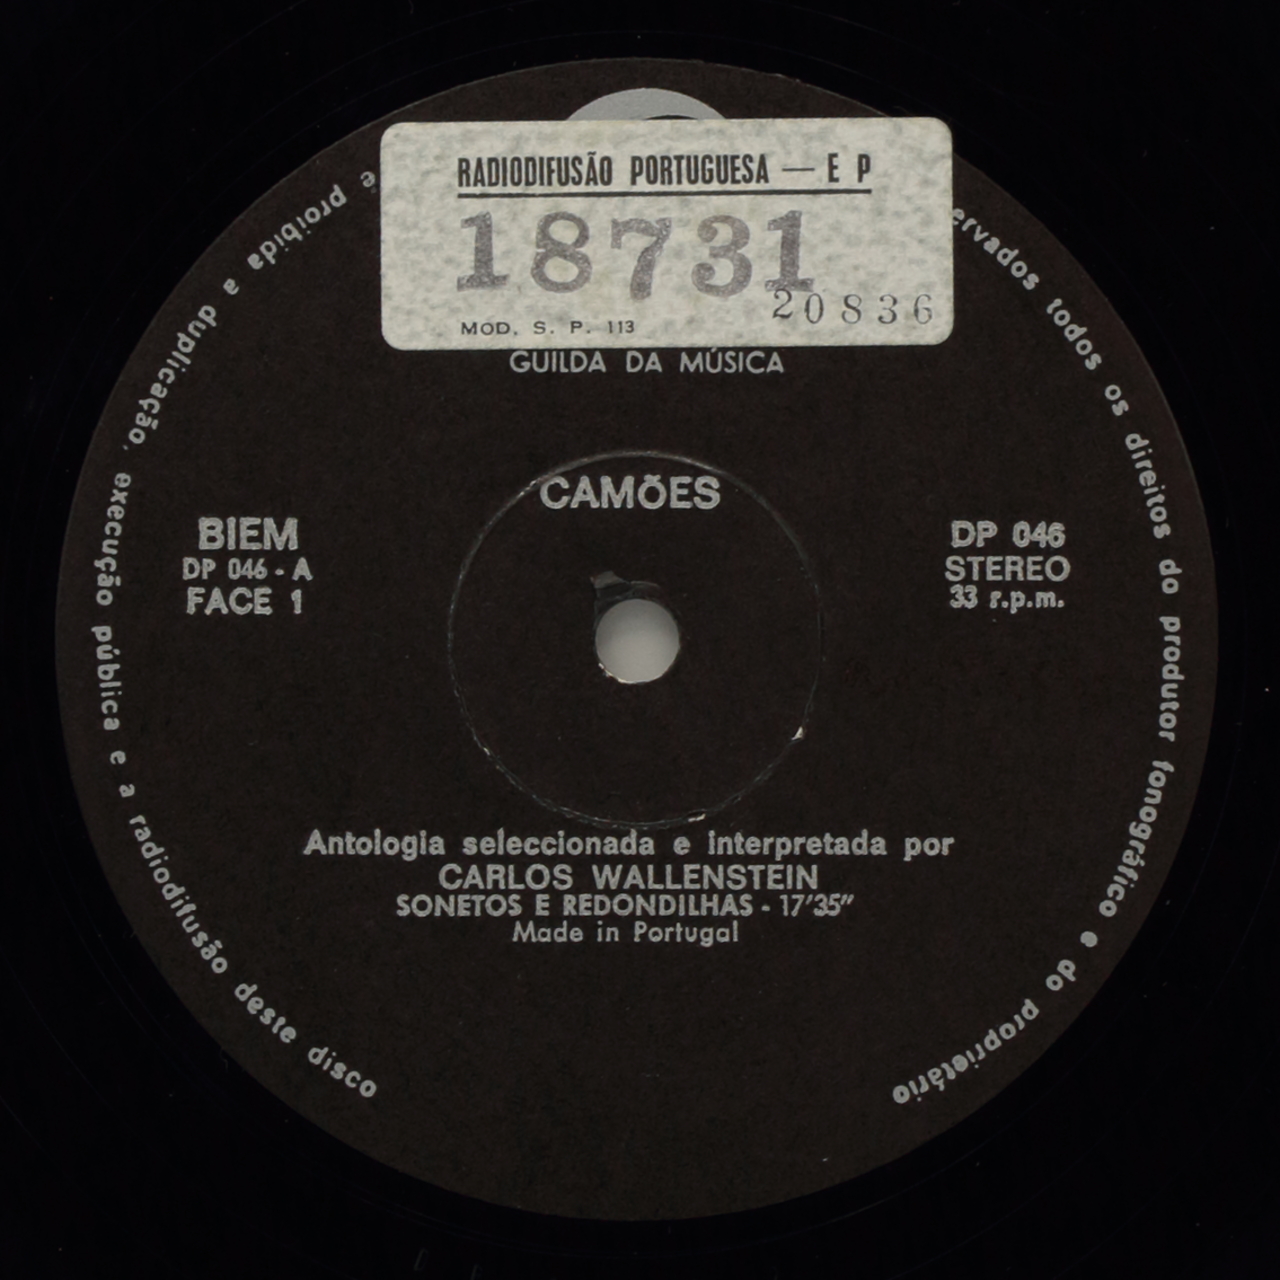 RADIODIFUSÃO PORTUGUESA — E P
18731
20836
MOD. S. P. 113
GUILDA DA MÚSICA
CAMÕES
BIEM
DP 046 - A
FACE 1
DP 046
STEREO
33 r.p.m.
Antologia seleccionada e interpretada por
CARLOS WALLENSTEIN
SONETOS E REDONDILHAS - 17'35"
Made in Portugal
ervados todos os direitos do produtor fonográfico e do proprietário
é proibida a duplicação, execução pública e a radiodifusão deste disco